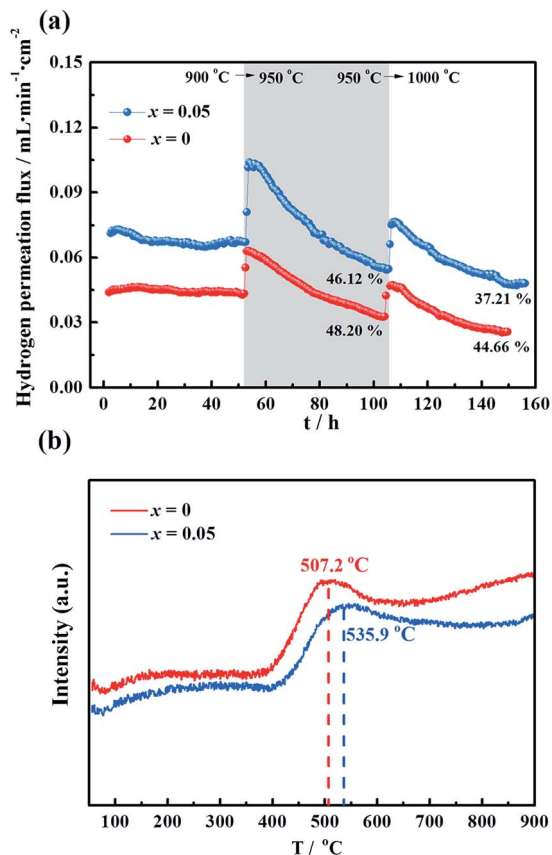 (a)
0.15
0.12
0.09
0.06
0.03
0.00
Hydrogen permeation flux / mL·min⁻¹·cm⁻²
900 °C → 950 °C
950 °C → 1000 °C
x = 0.05
x = 0
46.12 %
48.20 %
37.21 %
44.66 %
0 20 40 60 80 100 120 140 160
t / h
(b)
x = 0
x = 0.05
507.2 °C
535.9 °C
Intensity (a.u.)
100 200 300 400 500 600 700 800 900
T / °C